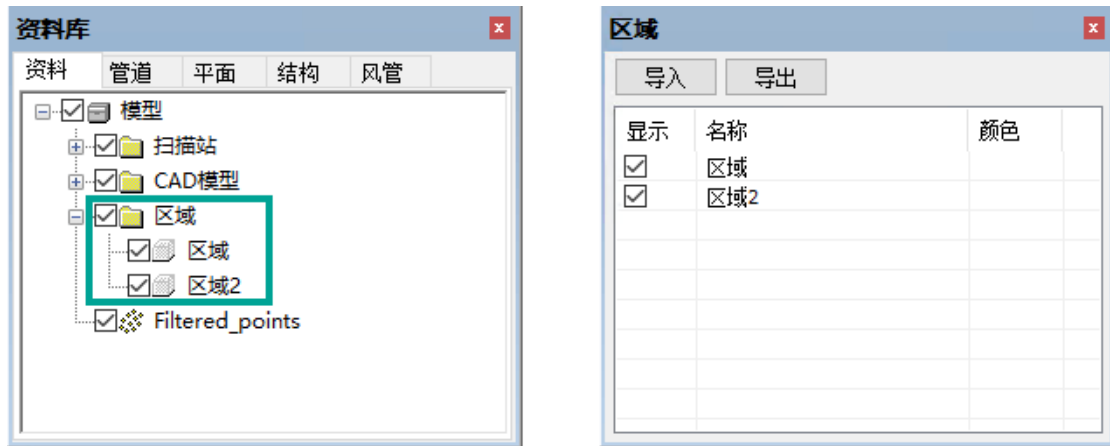 资料库
资料 管道 平面 结构 风管
模型
扫描站
CAD模型
区域
区域
区域2
Filtered_points
区域
导入 导出
显示 名称 颜色
区域
区域2